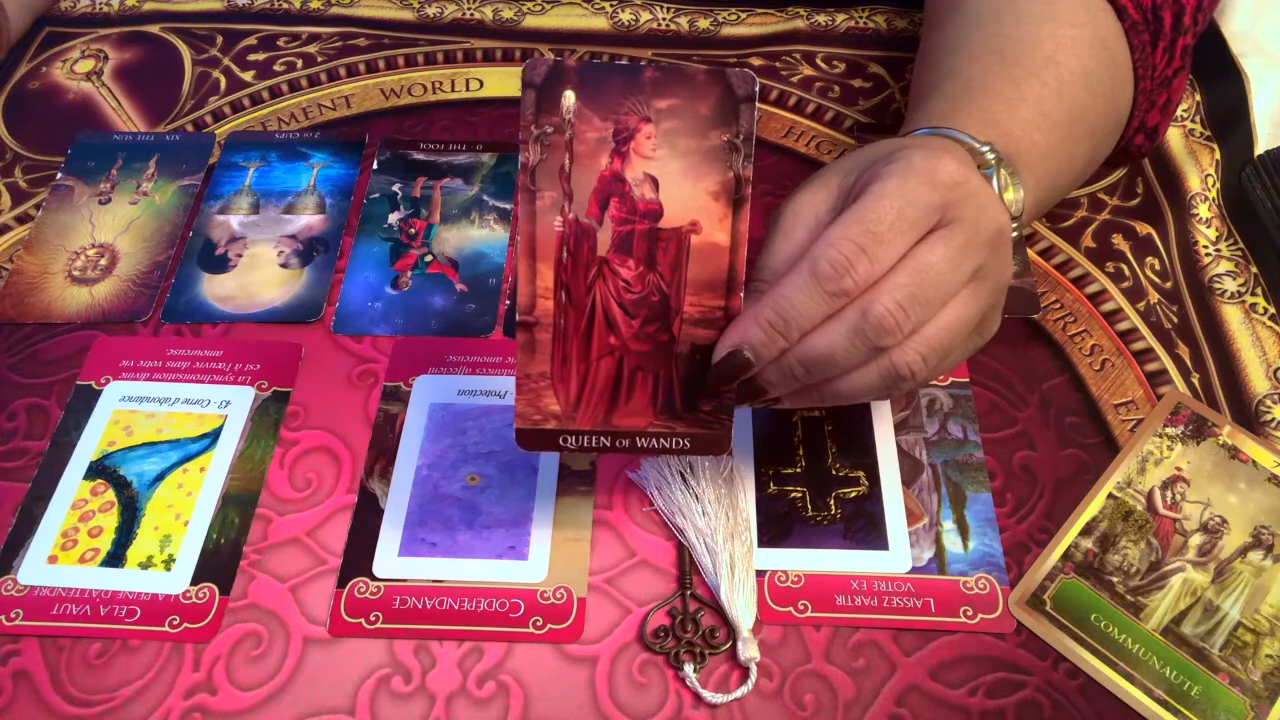 CEMENT WORLD
HIGH
XIX · THE SUN
2 OF CUPS
0 · THE FOOL
EMPRESS
QUEEN OF WANDS
La synchronisation divine
est à l'œuvre dans votre vie
amoureuse.
43 - Corne d'abondance
Protection
CELA VAUT
LA PEINE D'ATTENDRE
CODÉPENDANCE
LAISSEZ PARTIR
VOTRE EX
COMMUNAUTÉ